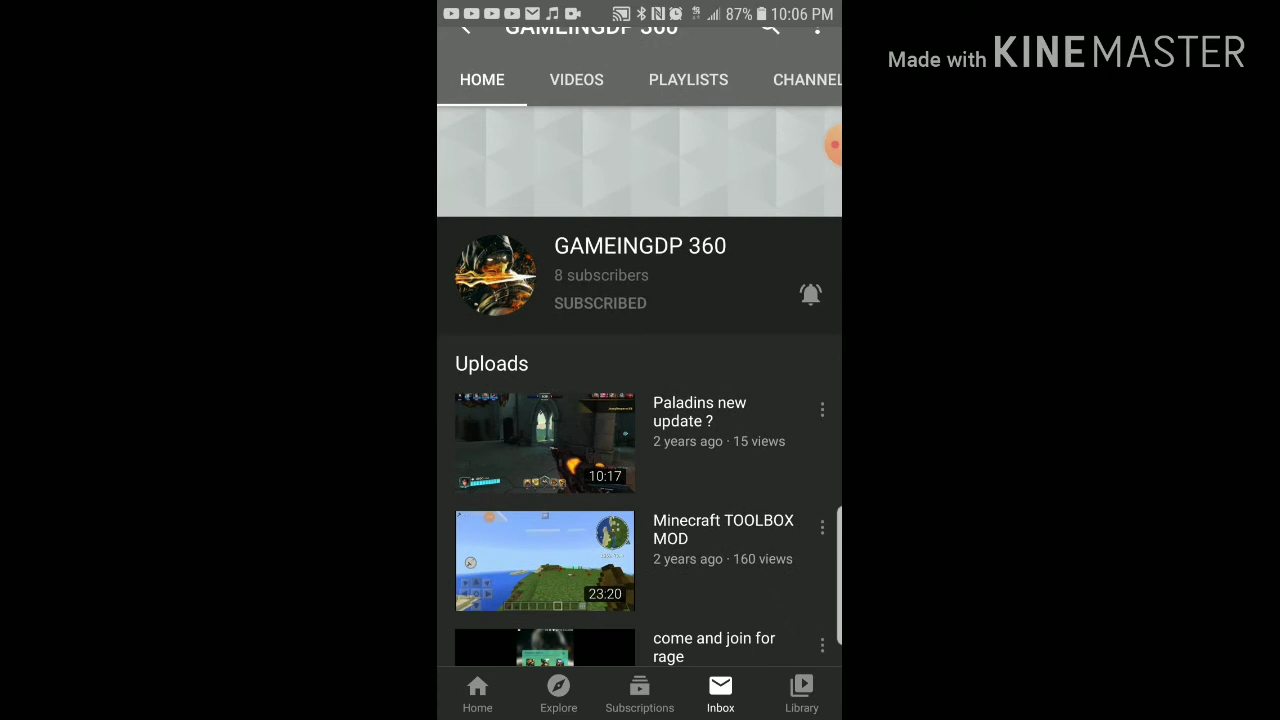 87% 10:06 PM
Made with KINEMASTER
GAMEINGDP 360
HOME VIDEOS PLAYLISTS CHANNEL
GAMEINGDP 360
8 subscribers
SUBSCRIBED
Uploads
Paladins new
update ?
2 years ago · 15 views
10:17
Minecraft TOOLBOX
MOD
2 years ago · 160 views
23:20
come and join for
rage
Home Explore Subscriptions Inbox Library